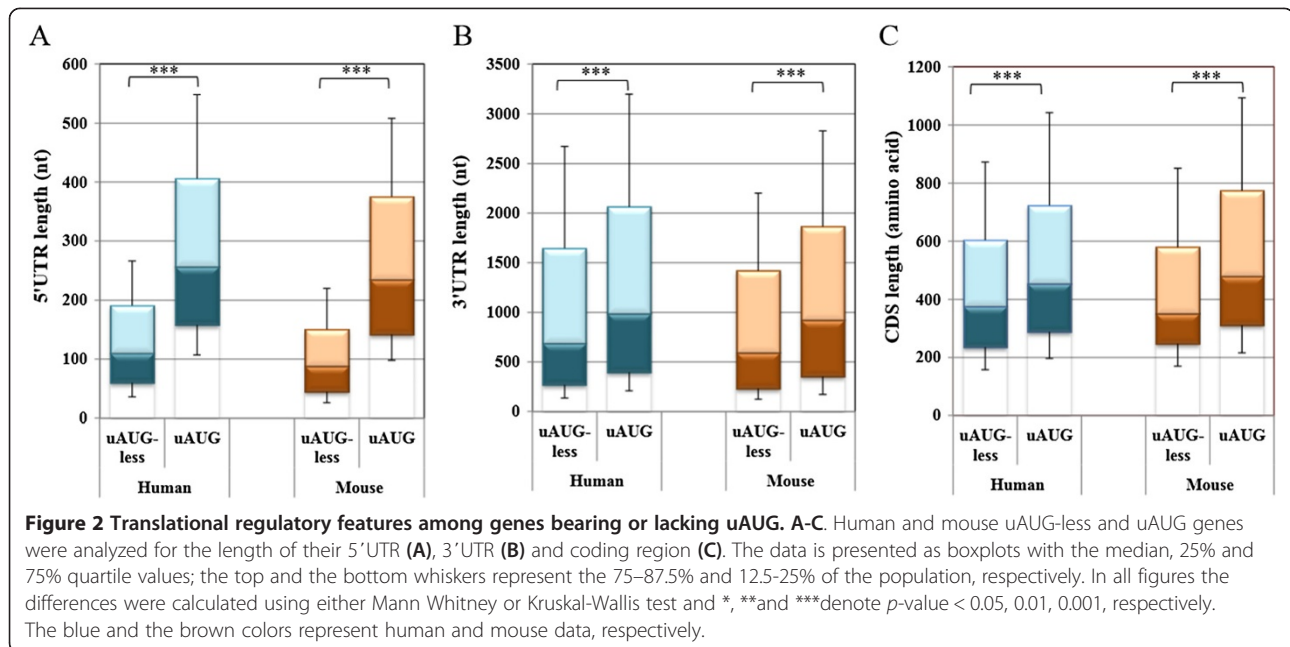 A
B
C
5'UTR length (nt)
600
500
400
300
200
100
0
***
***
uAUG-
less
uAUG
uAUG-
less
uAUG
Human
Mouse
3'UTR length (nt)
3500
3000
2500
2000
1500
1000
500
0
***
***
uAUG-
less
uAUG
uAUG-
less
uAUG
Human
Mouse
CDS length (amino acid)
1200
1000
800
600
400
200
0
***
***
uAUG-
less
uAUG
uAUG-
less
uAUG
Human
Mouse
Figure 2 Translational regulatory features among genes bearing or lacking uAUG. A-C. Human and mouse uAUG-less and uAUG genes
were analyzed for the length of their 5′UTR (A), 3′UTR (B) and coding region (C). The data is presented as boxplots with the median, 25% and
75% quartile values; the top and the bottom whiskers represent the 75–87.5% and 12.5-25% of the population, respectively. In all figures the
differences were calculated using either Mann Whitney or Kruskal-Wallis test and *, **and ***denote p-value < 0.05, 0.01, 0.001, respectively.
The blue and the brown colors represent human and mouse data, respectively.